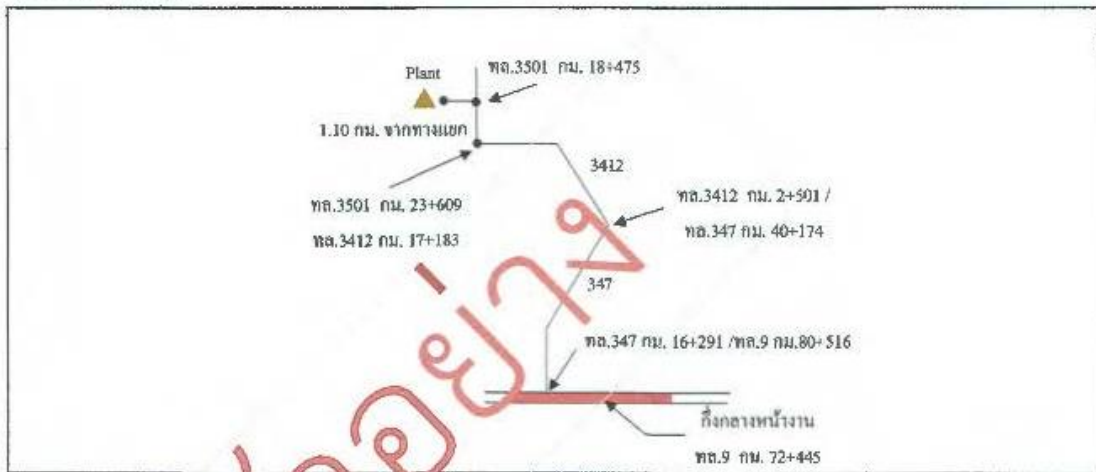 Plant
ทล.3501 กม. 18+475
1.10 กม. จากทางแยก
3412
ทล.3501 กม. 23+609
ทล.3412 กม. 17+183
ทล.3412 กม. 2+501 /
ทล.347 กม. 40+174
347
ทล.347 กม. 16+291 /ทล.9 กม.80+516
กึ่งกลางหน้างาน
ทล.9 กม. 72+445
ตัวอย่าง